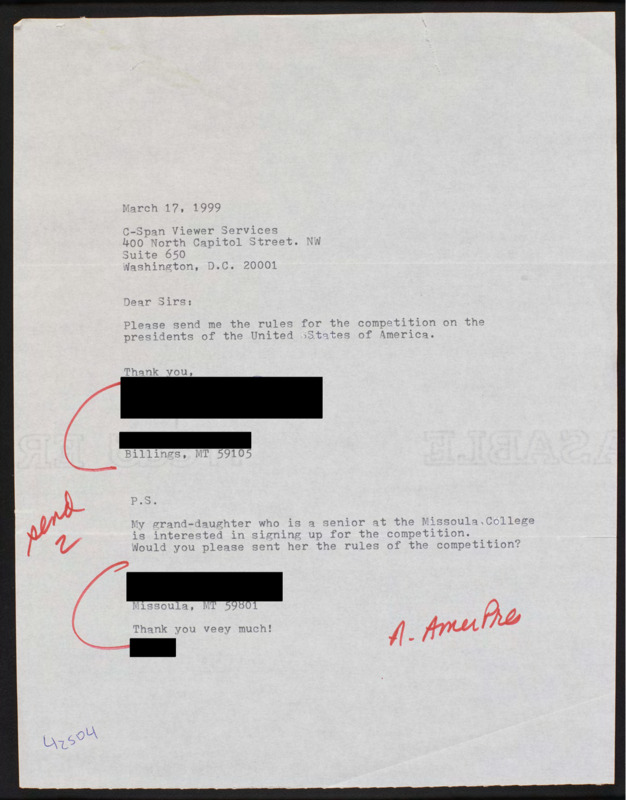 March 17, 1999
C-Span Viewer Services
400 North Capitol Street. NW
Suite 650
Washington, D.C. 20001
Dear Sirs:
Please send me the rules for the competition on the
presidents of the United States of America.
Thank you,
Billings, MT 59105
send
2
P.S.
My grand-daughter who is a senior at the Missoula College
is interested in signing up for the competition.
Would you please sent her the rules of the competition?
Missoula, MT 59801
Thank you veey much!
A. AmerPres
42504